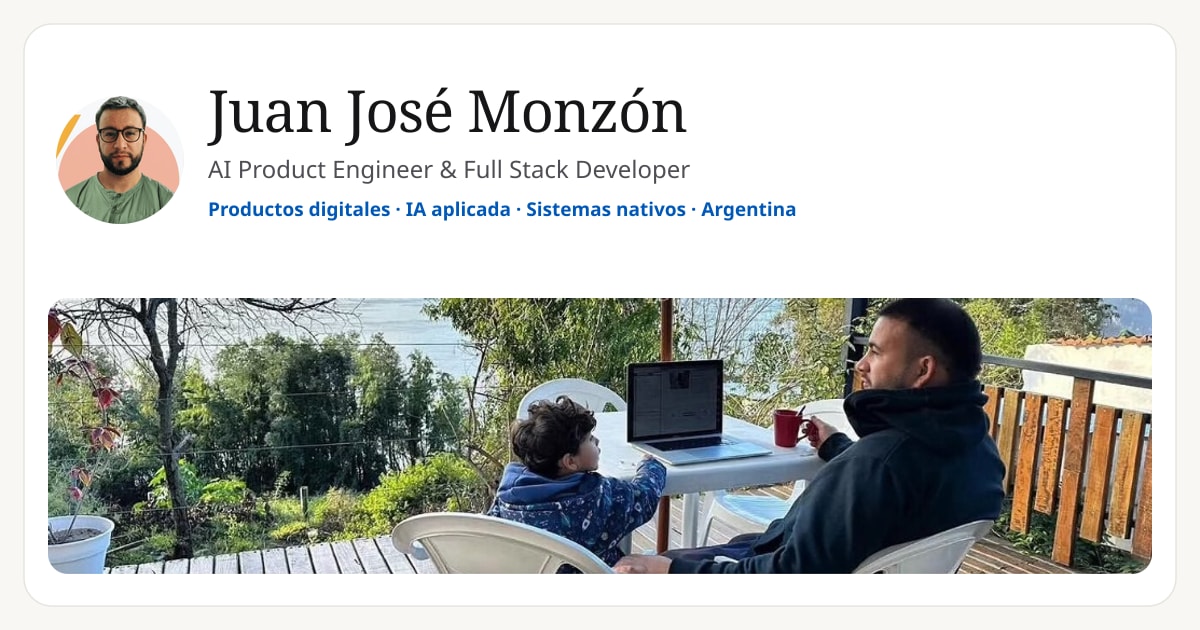 Juan José Monzón
AI Product Engineer & Full Stack Developer
Productos digitales · IA aplicada · Sistemas nativos · Argentina